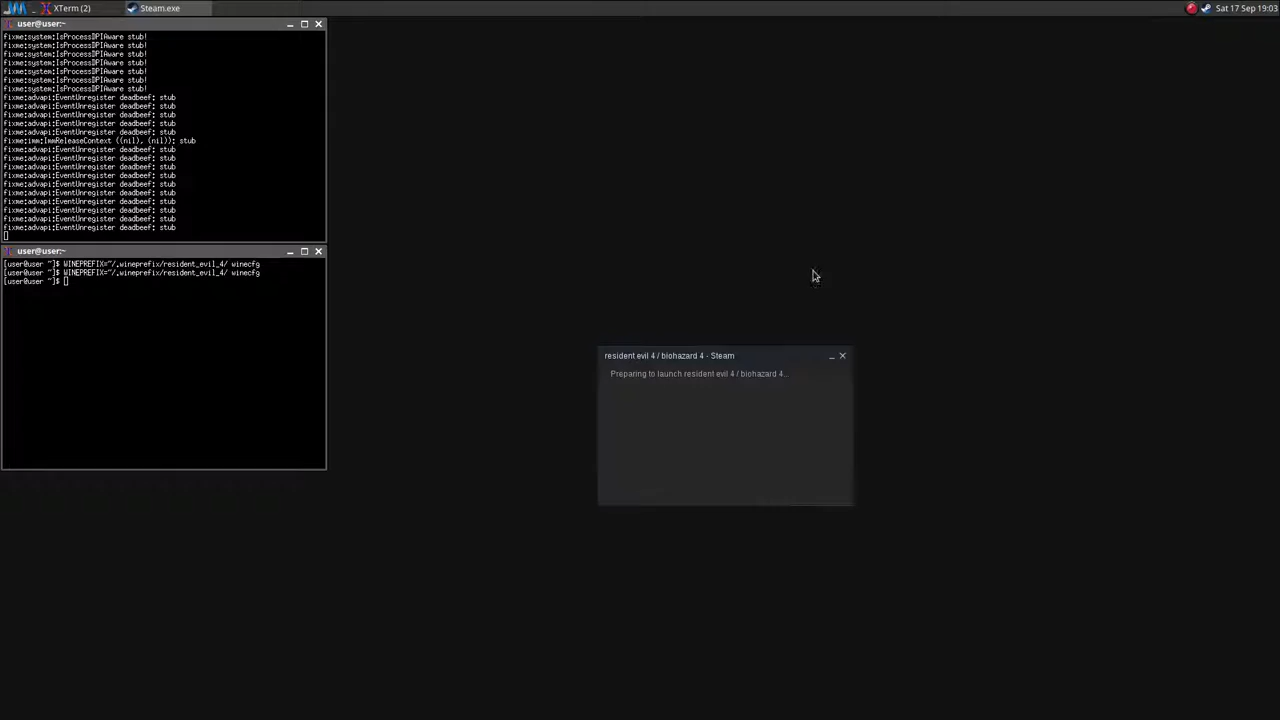 XTerm (2)
Steam.exe
Sat 17 Sep 19:03
user@user:~
fixme:system:IsProcessDPIAware stub!
fixme:system:IsProcessDPIAware stub!
fixme:system:IsProcessDPIAware stub!
fixme:system:IsProcessDPIAware stub!
fixme:system:IsProcessDPIAware stub!
fixme:system:IsProcessDPIAware stub!
fixme:system:IsProcessDPIAware stub!
fixme:advapi:EventUnregister deadbeef: stub
fixme:advapi:EventUnregister deadbeef: stub
fixme:advapi:EventUnregister deadbeef: stub
fixme:advapi:EventUnregister deadbeef: stub
fixme:advapi:EventUnregister deadbeef: stub
fixme:imm:ImmReleaseContext ((nil), (nil)): stub
fixme:advapi:EventUnregister deadbeef: stub
fixme:advapi:EventUnregister deadbeef: stub
fixme:advapi:EventUnregister deadbeef: stub
fixme:advapi:EventUnregister deadbeef: stub
fixme:advapi:EventUnregister deadbeef: stub
fixme:advapi:EventUnregister deadbeef: stub
fixme:advapi:EventUnregister deadbeef: stub
fixme:advapi:EventUnregister deadbeef: stub
fixme:advapi:EventUnregister deadbeef: stub
fixme:advapi:EventUnregister deadbeef: stub
user@user:~
[user@user ~]$ WINEPREFIX="/.wineprefix/resident_evil_4/ winecfg
[user@user ~]$ WINEPREFIX="/.wineprefix/resident_evil_4/ winecfg
[user@user ~]$
resident evil 4 / biohazard 4 - Steam
Preparing to launch resident evil 4 / biohazard 4...